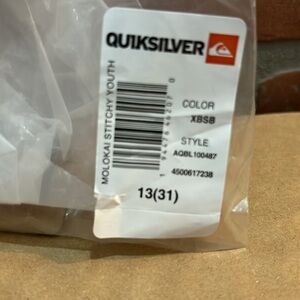 QUIKSILVER
MOLOKAI STITCHY YOUTH
COLOR
XBSB
STYLE
AQBL100487
4500617238
13(31)